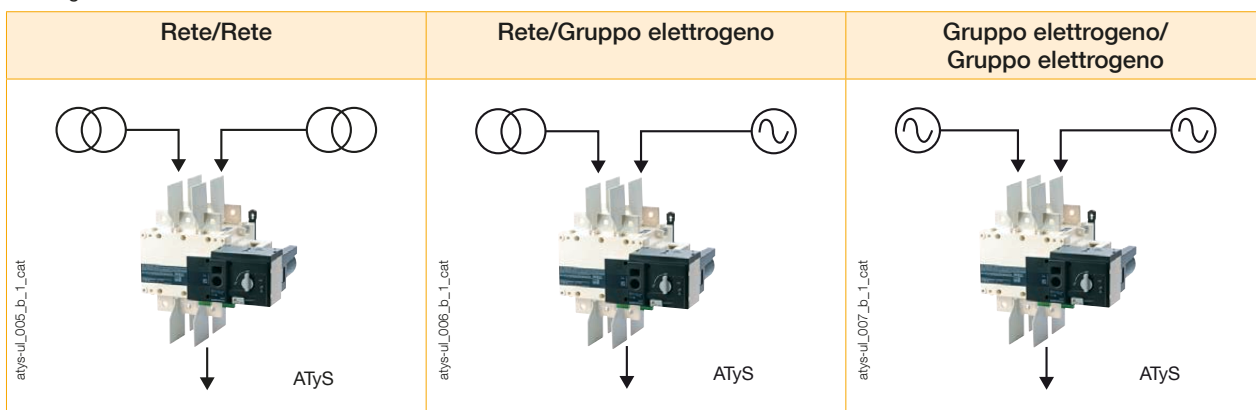 Rete/Rete
Rete/Gruppo elettrogeno
Gruppo elettrogeno/
Gruppo elettrogeno
atys-ul_005_b_1_cat
ATyS
atys-ul_006_b_1_cat
ATyS
atys-ul_007_b_1_cat
ATyS